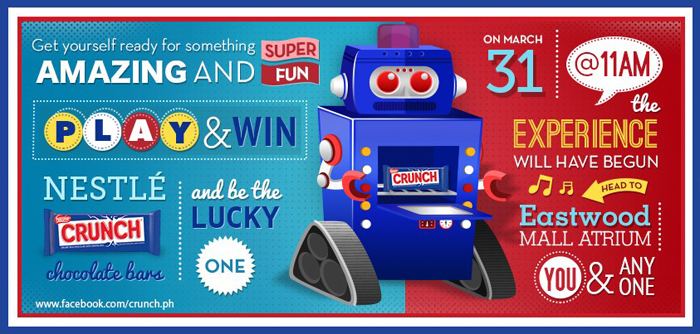 Get yourself ready for something
AMAZING AND
SUPER
FUN
PLAY & WIN
NESTLÉ
Nestlé
CRUNCH
chocolate bars
and be the
LUCKY
ONE
www.facebook.com/crunch.ph
CRUNCH
ON MARCH
31
@11AM
the
EXPERIENCE
WILL HAVE BEGUN
HEAD TO
Eastwood
MALL ATRIUM
YOU & ANY
ONE